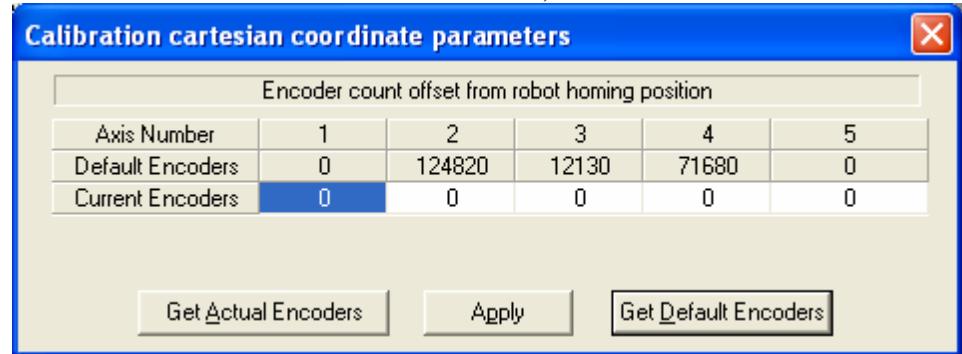 Calibration cartesian coordinate parameters
Encoder count offset from robot homing position
Axis Number 1 2 3 4 5
Default Encoders 0 124820 12130 71680 0
Current Encoders 0 0 0 0 0
Get Actual Encoders Apply Get Default Encoders